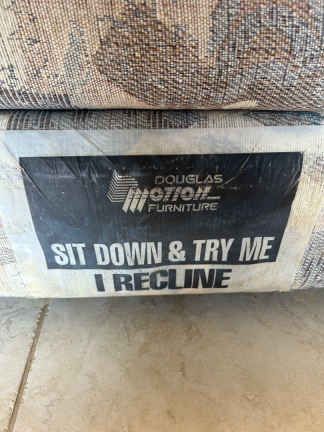 DOUGLAS
MOTION
FURNITURE
SIT DOWN & TRY ME
I RECLINE